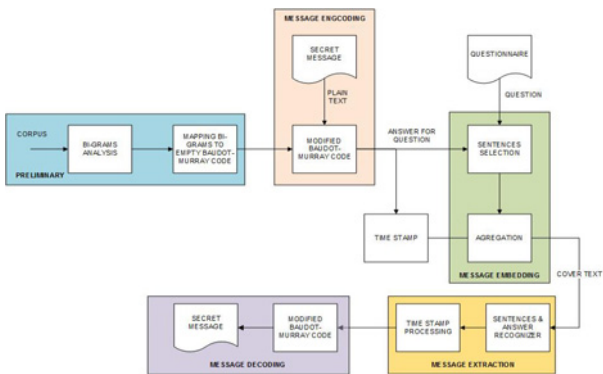 MESSAGE ENGCODING
SECRET
MESSAGE
QUESTIONNAIRE
PLAIN
TEXT
QUESTION
CORPUS
BI-GRAMS
ANALYSIS
MAPPING BI-
GRAMS TO
EMPTY BAUDOT-
MURRAY CODE
MODIFIED
BAUDOT-
MURRAY CODE
ANSWER FOR
QUESTION
SENTENCES
SELECTION
PRELIMINARY
TIME STAMP
AGREGATION
MESSAGE EMBEDDING
COVER TEXT
SECRET
MESSAGE
MODIFIED
BAUDOT-
MURRAY CODE
TIME STAMP
PROCESSING
SENTENCES &
ANSWER
RECOGNIZER
MESSAGE DECODING
MESSAGE EXTRACTION